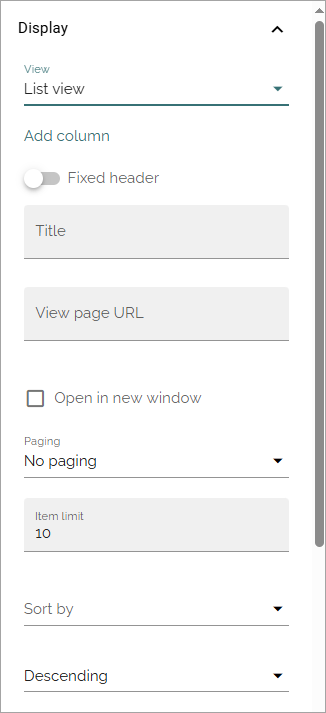 Display
View
List view
Add column
Fixed header
Title
View page URL
Open in new window
Paging
No paging
Item limit
10
Sort by
Descending